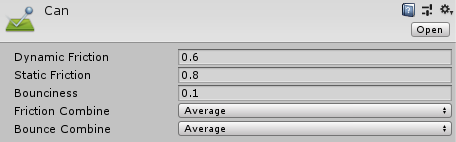 Can
Open
Dynamic Friction 0.6
Static Friction 0.8
Bounciness 0.1
Friction Combine Average
Bounce Combine Average